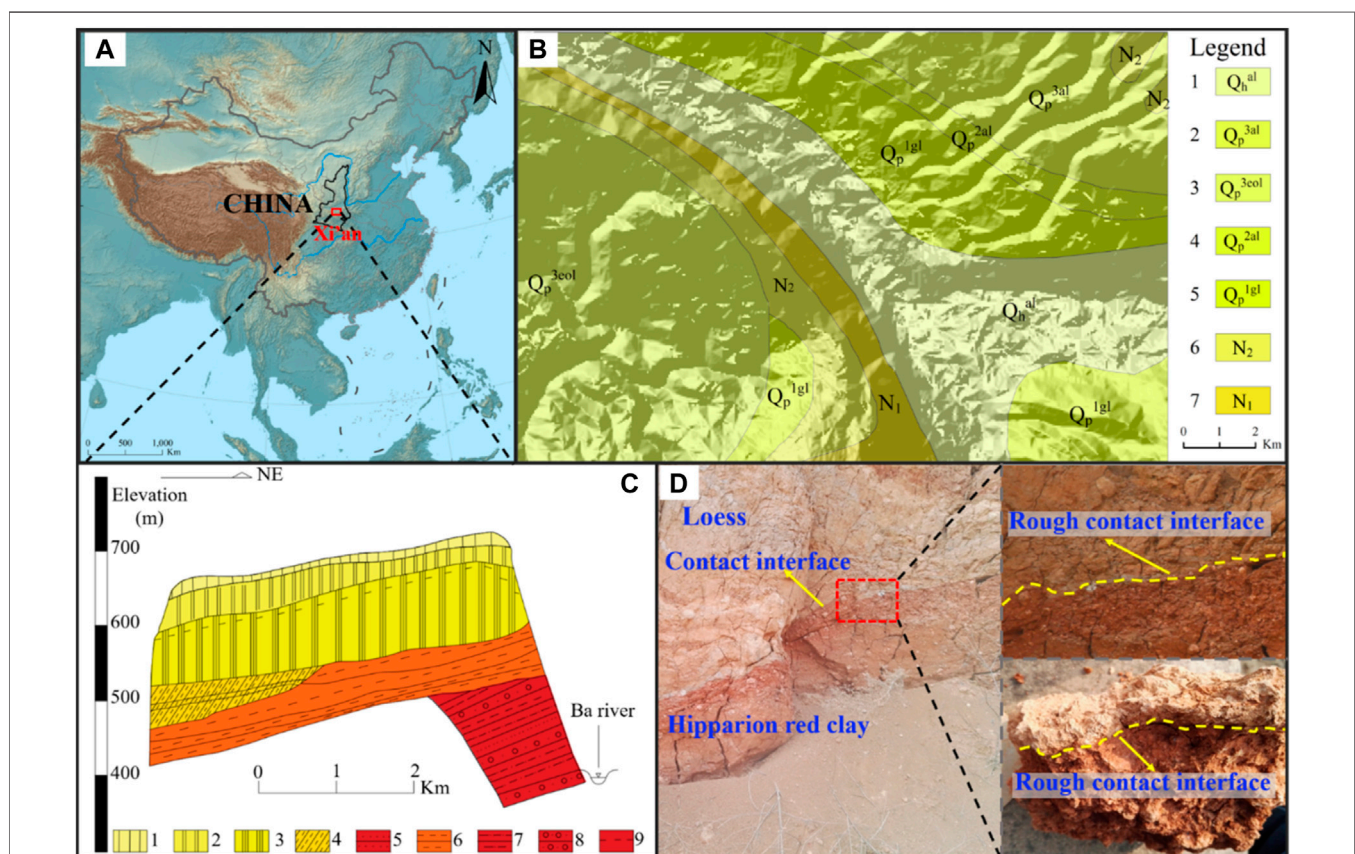 A
N
CHINA
Xi'an
0 500 1,000
Km
B
N₂
Qₚ³ᵃˡ
N₂
Qₚ²ᵃˡ
Qₚ¹ᵍˡ
Qₚ³ᵉᵒˡ
N₂
Qₕᵃˡ
Qₚ¹ᵍˡ
N₁
Qₚ¹ᵍˡ
Legend
1 Qₕᵃˡ
2 Qₚ³ᵃˡ
3 Qₚ³ᵉᵒˡ
4 Qₚ²ᵃˡ
5 Qₚ¹ᵍˡ
6 N₂
7 N₁
0 1 2
Km
C
NE
Elevation
(m)
700
600
500
400
Ba river
0 1 2
Km
1 2 3 4 5 6 7 8 9
D
Loess
Contact interface
Hipparion red clay
Rough contact interface
Rough contact interface